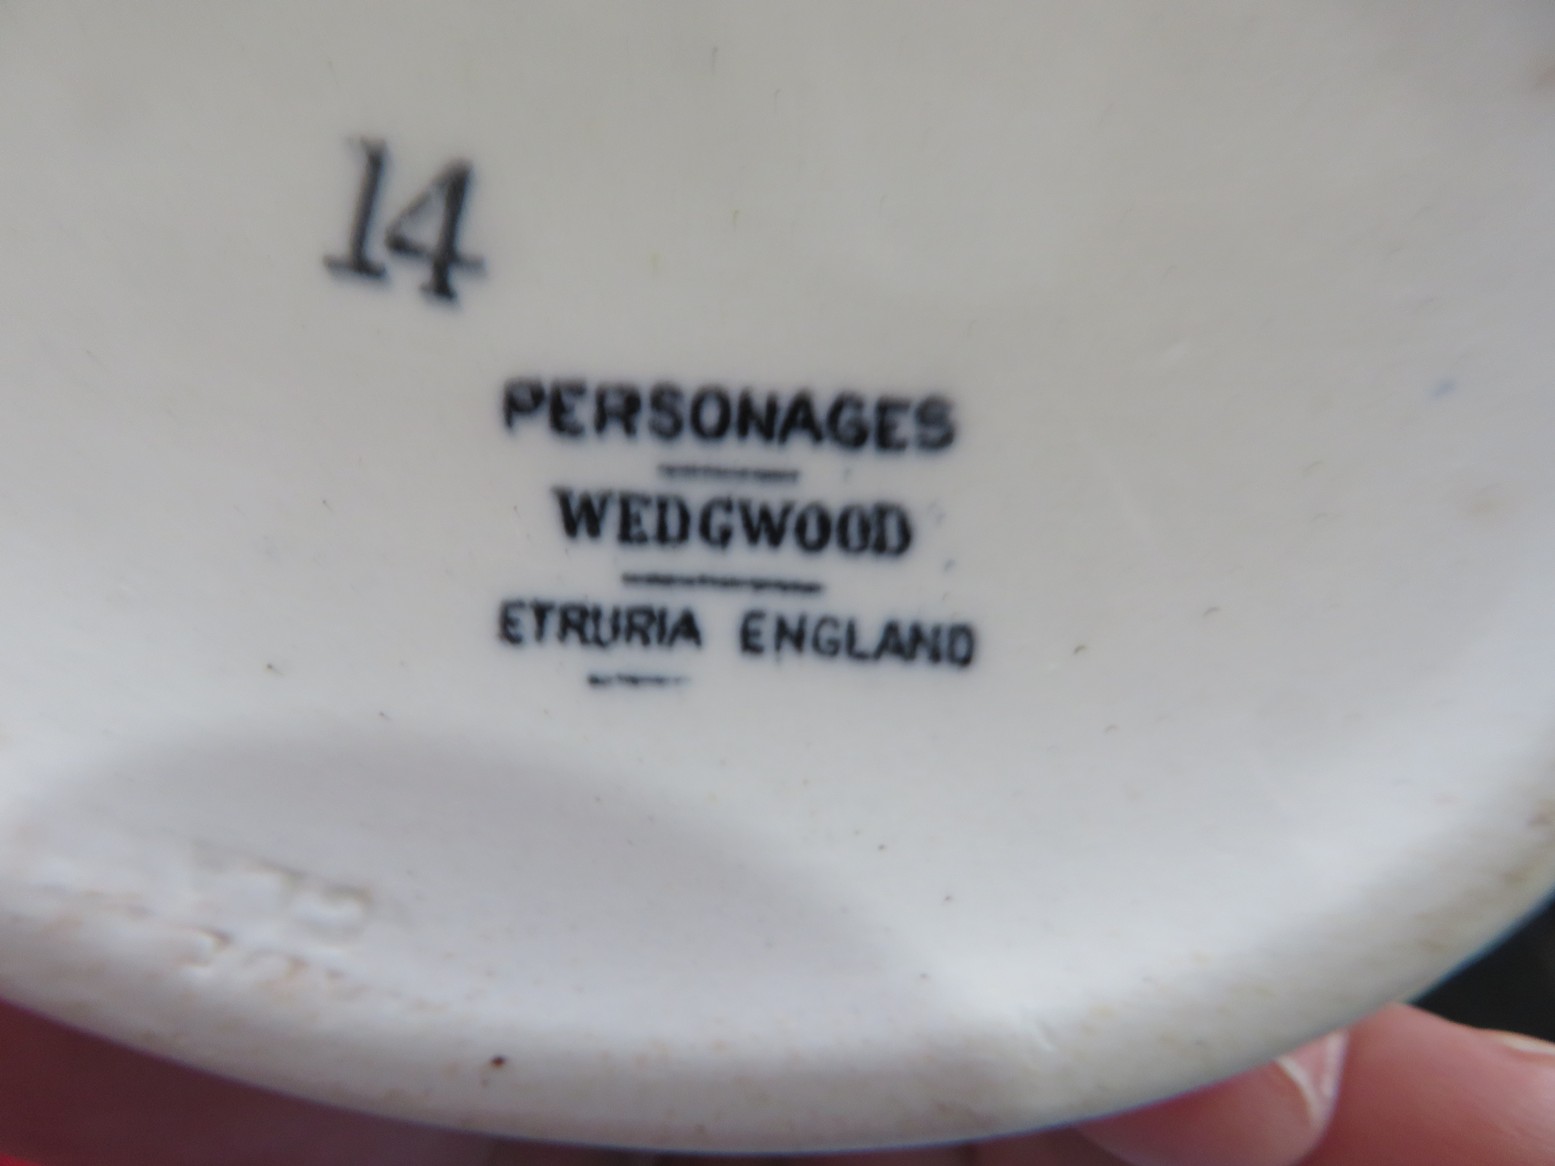 14
PERSONAGES
WEDGWOOD
ETRURIA ENGLAND